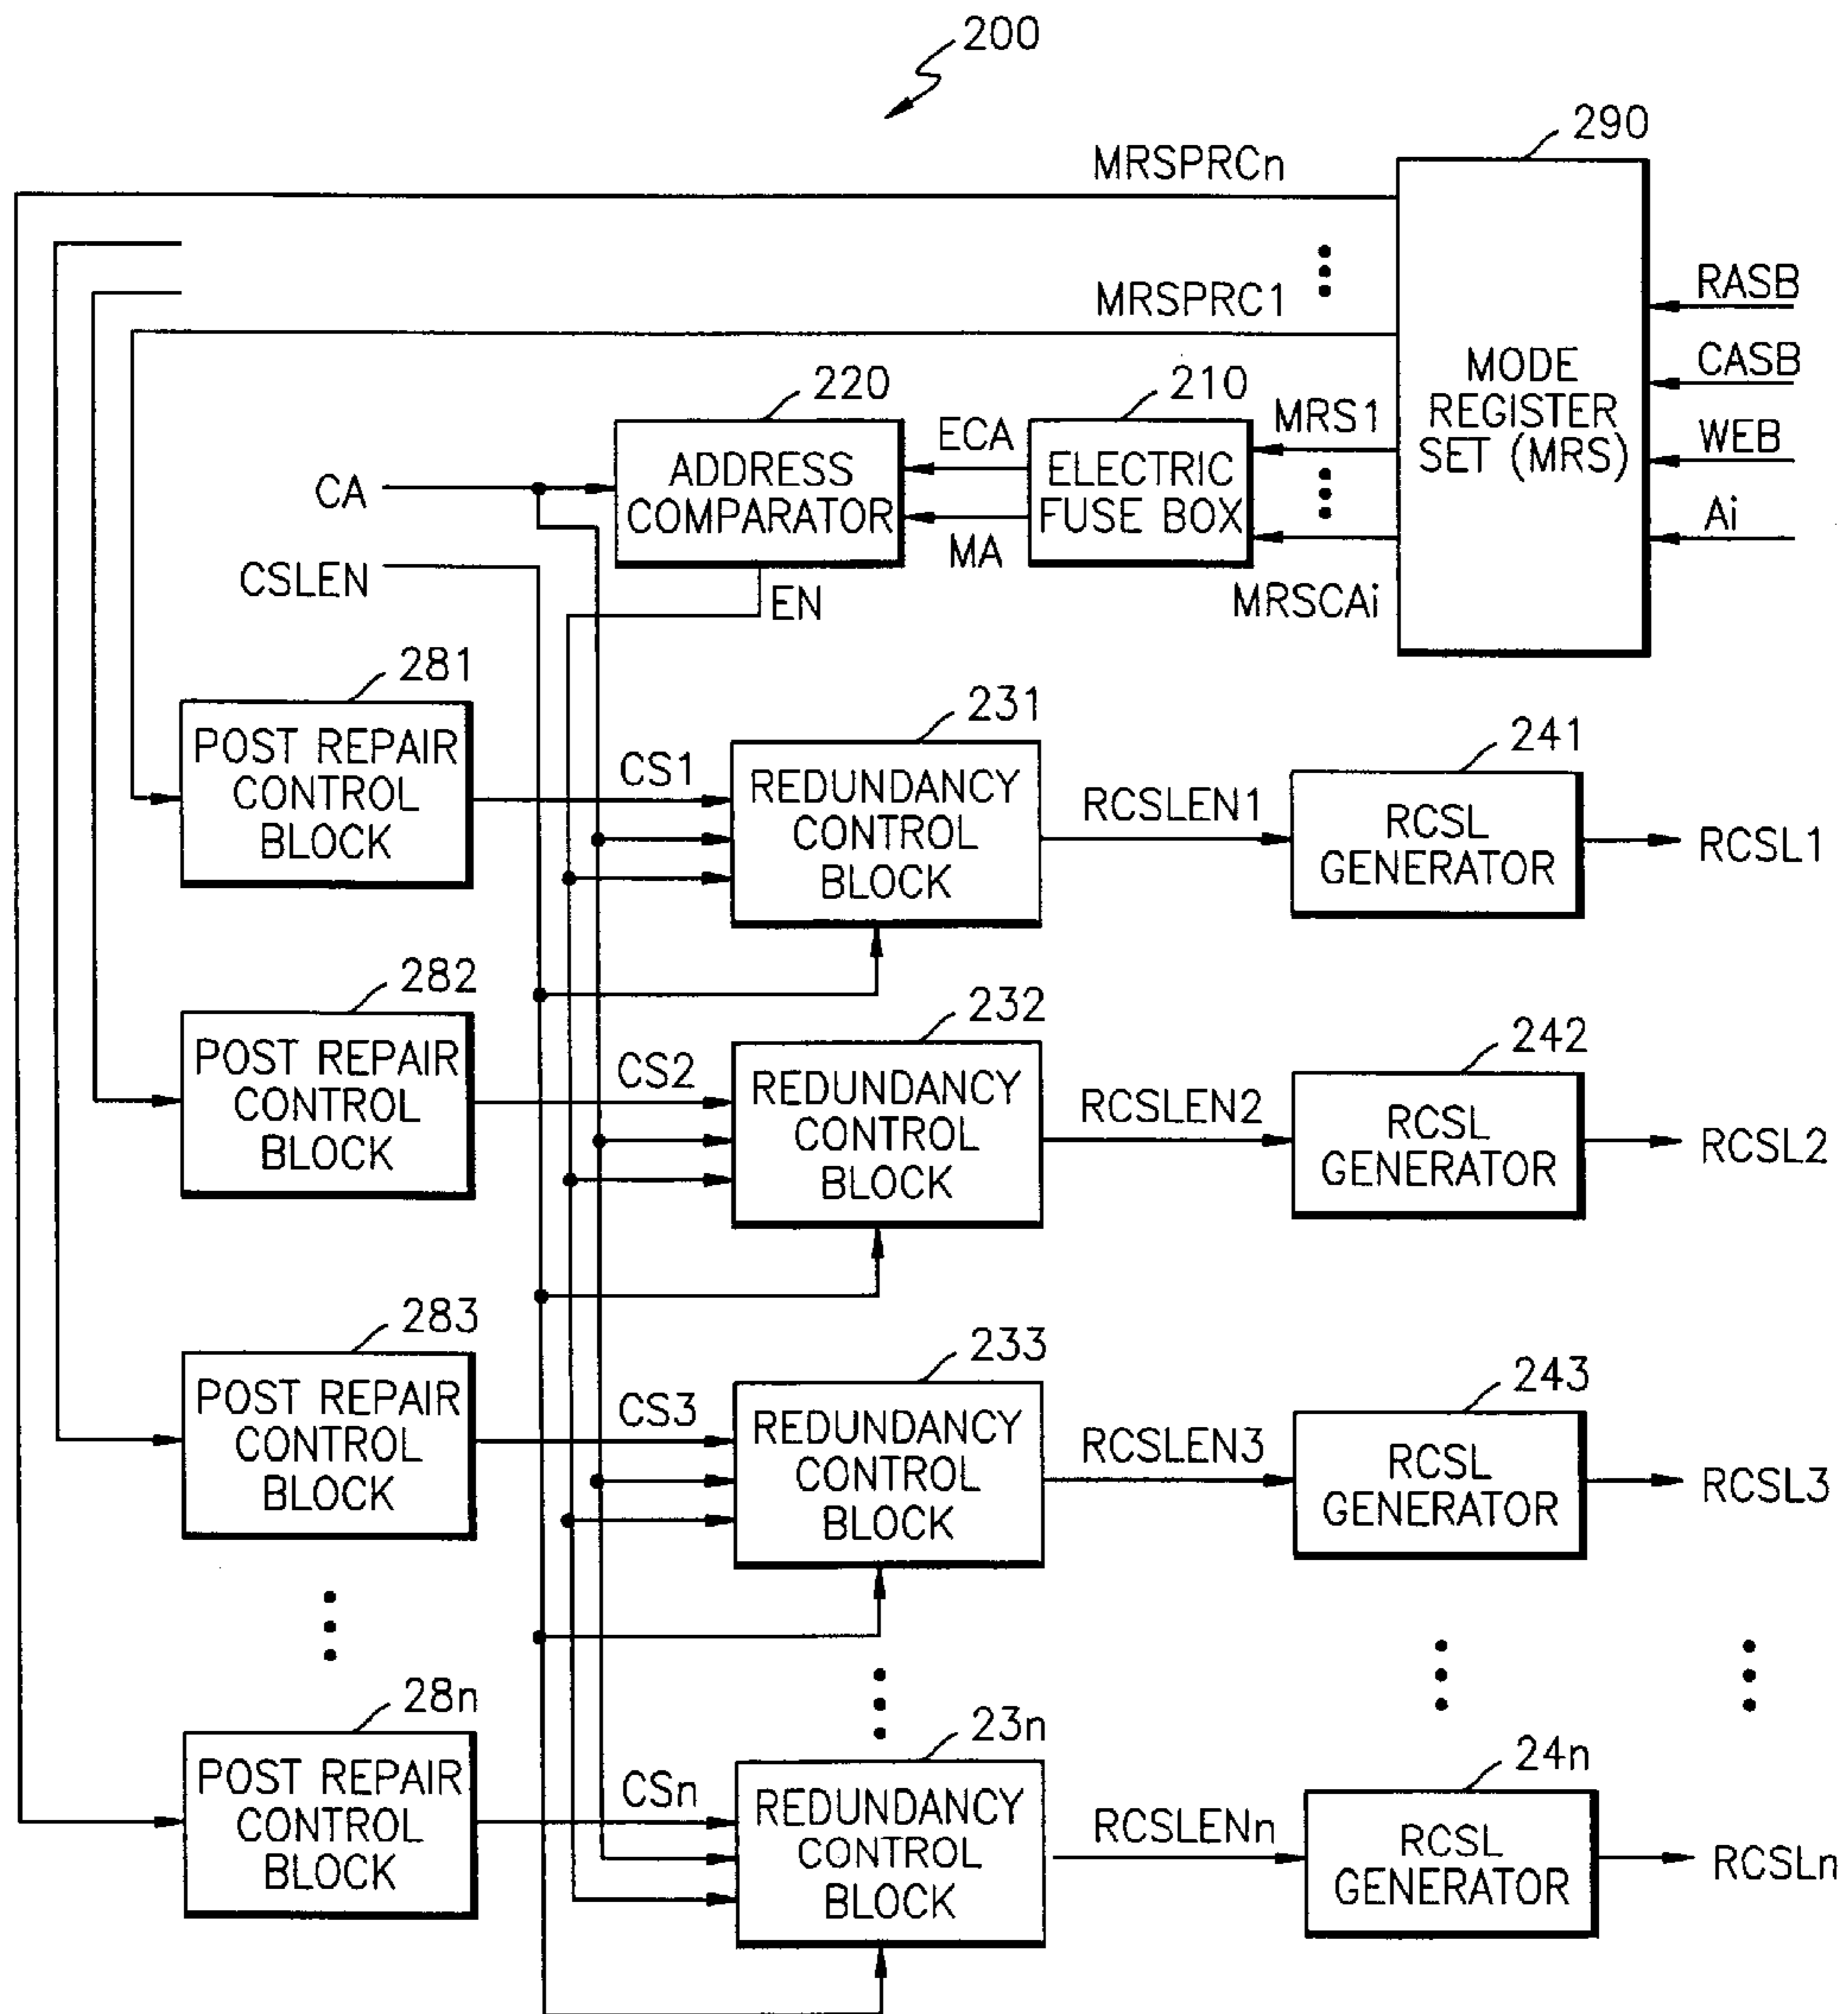 200
290
MRSPRCn
MRSPRC1
RASB
CASB
WEB
Ai
MODE
REGISTER
SET (MRS)
220
210
ECA
MRS1
CA
ADDRESS
COMPARATOR
ELECTRIC
FUSE BOX
MA
MRSCAi
CSLEN
EN
281
POST REPAIR
CONTROL
BLOCK
CS1
231
REDUNDANCY
CONTROL
BLOCK
RCSLEN1
241
RCSL
GENERATOR
RCSL1
282
POST REPAIR
CONTROL
BLOCK
CS2
232
REDUNDANCY
CONTROL
BLOCK
RCSLEN2
242
RCSL
GENERATOR
RCSL2
283
POST REPAIR
CONTROL
BLOCK
CS3
233
REDUNDANCY
CONTROL
BLOCK
RCSLEN3
243
RCSL
GENERATOR
RCSL3
28n
POST REPAIR
CONTROL
BLOCK
CSn
23n
REDUNDANCY
CONTROL
BLOCK
RCSLENn
24n
RCSL
GENERATOR
RCSLn